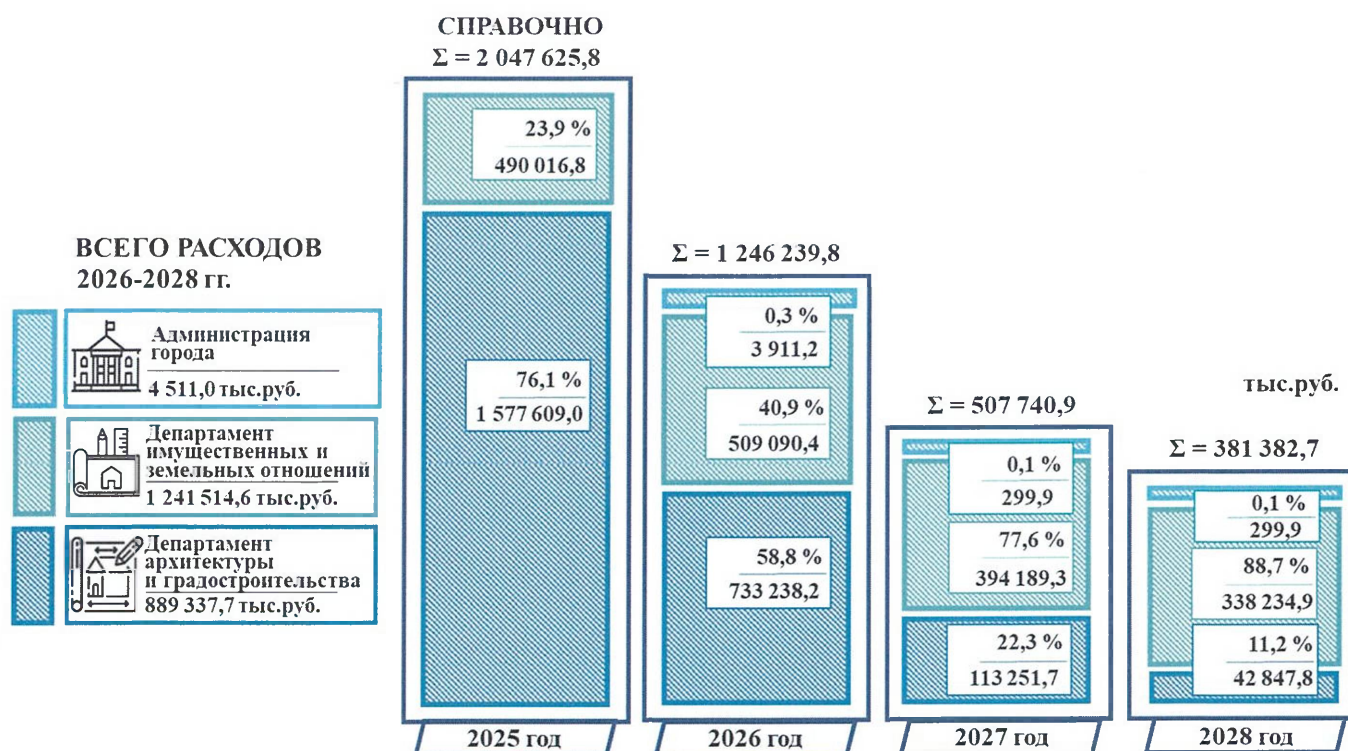 СПРАВОЧНО
Σ = 2 047 625,8
23,9 %
490 016,8
76,1 %
1 577 609,0
2025 год
ВСЕГО РАСХОДОВ
2026-2028 гг.
Администрация
города
4 511,0 тыс.руб.
Департамент
имущественных и
земельных отношений
1 241 514,6 тыс.руб.
Департамент
архитектуры
и градостроительства
889 337,7 тыс.руб.
Σ = 1 246 239,8
0,3 %
3 911,2
40,9 %
509 090,4
58,8 %
733 238,2
2026 год
Σ = 507 740,9
0,1 %
299,9
77,6 %
394 189,3
22,3 %
113 251,7
2027 год
тыс.руб.
Σ = 381 382,7
0,1 %
299,9
88,7 %
338 234,9
11,2 %
42 847,8
2028 год